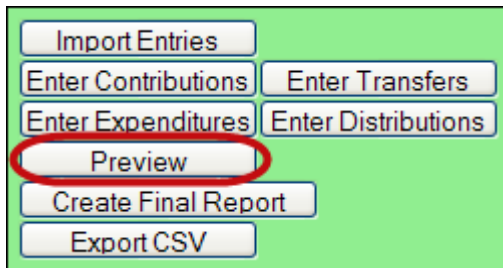 Import Entries
Enter Contributions Enter Transfers
Enter Expenditures Enter Distributions
Preview
Create Final Report
Export CSV